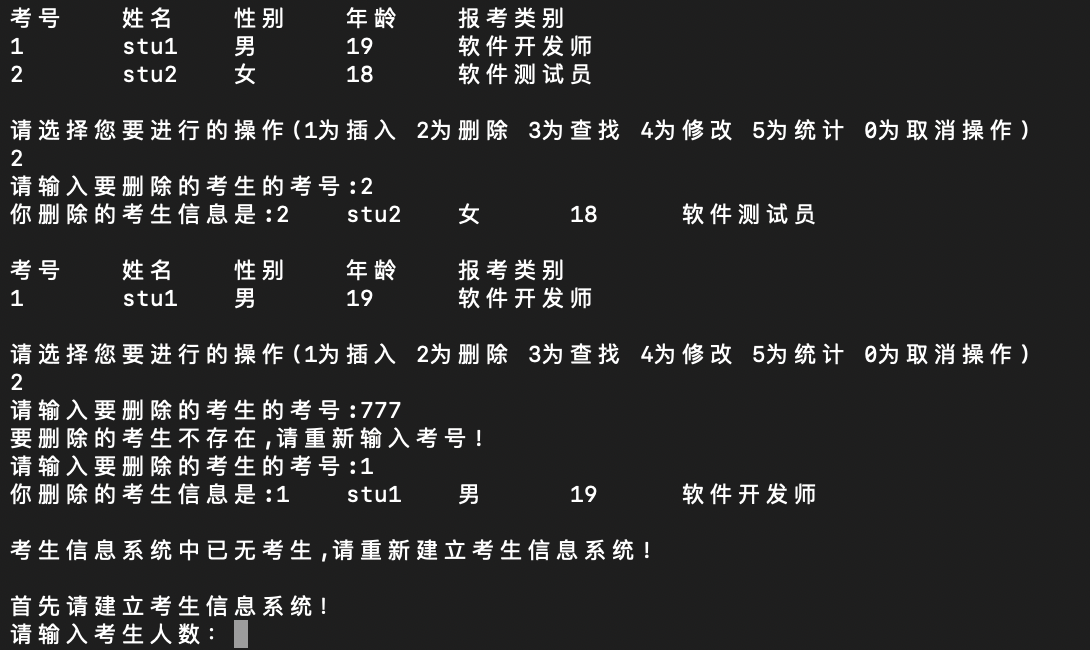 考号 姓名 性别 年龄 报考类别
1 stu1 男 19 软件开发师
2 stu2 女 18 软件测试员
请选择您要进行的操作(1为插入 2为删除 3为查找 4为修改 5为统计 0为取消操作)
2
请输入要删除的考生的考号:2
你删除的考生信息是:2 stu2 女 18 软件测试员
考号 姓名 性别 年龄 报考类别
1 stu1 男 19 软件开发师
请选择您要进行的操作(1为插入 2为删除 3为查找 4为修改 5为统计 0为取消操作)
2
请输入要删除的考生的考号:777
要删除的考生不存在,请重新输入考号!
请输入要删除的考生的考号:1
你删除的考生信息是:1 stu1 男 19 软件开发师
考生信息系统中已无考生,请重新建立考生信息系统!
首先请建立考生信息系统!
请输入考生人数: